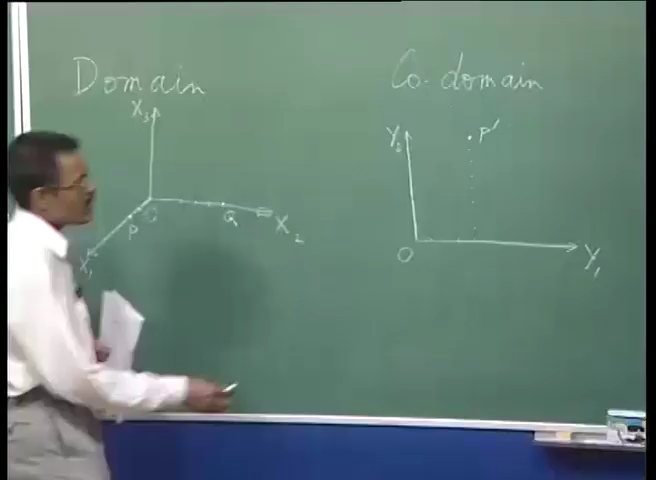 Domain
Co-domain
X₃
Y₂
P'
O
Q
P
X₂
X₁
O
Y₁